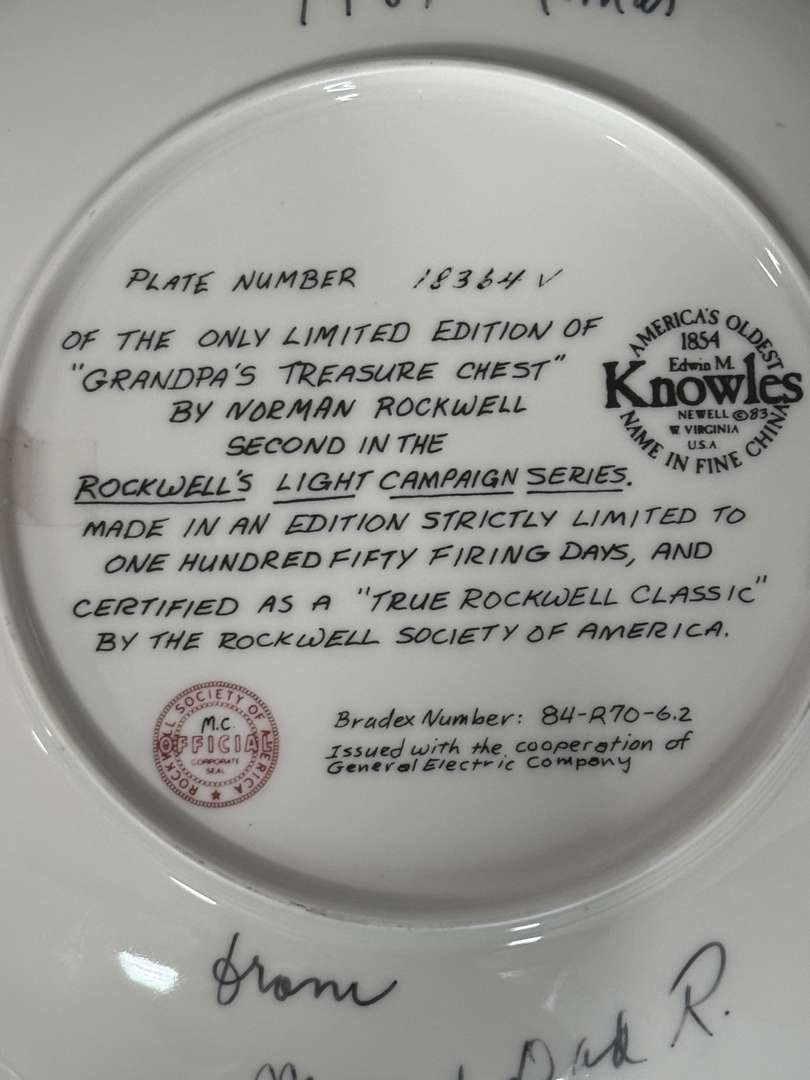 PLATE NUMBER 18364 V
OF THE ONLY LIMITED EDITION OF
"GRANDPA'S TREASURE CHEST"
BY NORMAN ROCKWELL
SECOND IN THE
ROCKWELL'S LIGHT CAMPAIGN SERIES.
MADE IN AN EDITION STRICTLY LIMITED TO
ONE HUNDRED FIFTY FIRING DAYS, AND
CERTIFIED AS A "TRUE ROCKWELL CLASSIC"
BY THE ROCKWELL SOCIETY OF AMERICA.
AMERICA'S OLDEST
1854
Edwin M.
Knowles
NEWELL ©83
W. VIRGINIA
U.S.A
NAME IN FINE CHINA
ROCKWELL SOCIETY OF AMERICA
M.C.
OFFICIAL
CORPORATE
SEAL
Bradex Number: 84-R70-6.2
Issued with the cooperation of
General Electric Company
from
Dad R.